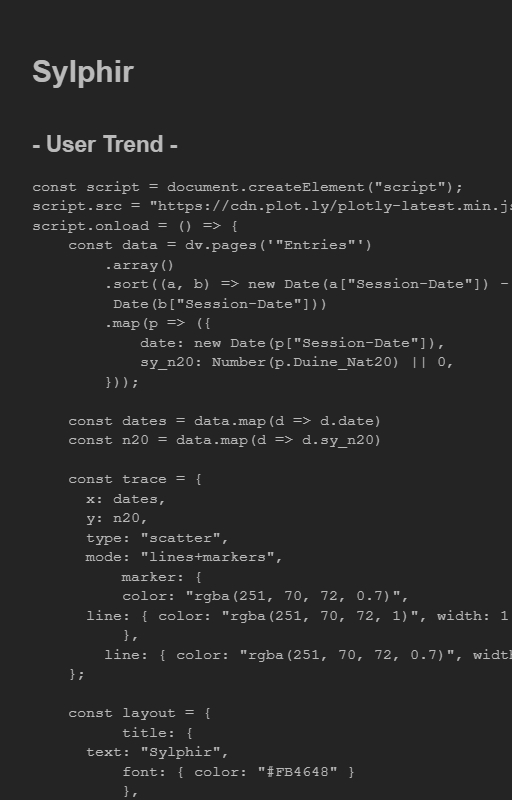 Sylphir
- User Trend -
const script = document.createElement("script");
script.src = "https://cdn.plot.ly/plotly-latest.min.js
script.onload = () => {
    const data = dv.pages('"Entries"')
        .array()
        .sort((a, b) => new Date(a["Session-Date"]) -
         Date(b["Session-Date"]))
        .map(p => ({
            date: new Date(p["Session-Date"]),
            sy_n20: Number(p.Duine_Nat20) || 0,
        }));
    const dates = data.map(d => d.date)
    const n20 = data.map(d => d.sy_n20)
    const trace = {
      x: dates,
      y: n20,
      type: "scatter",
      mode: "lines+markers",
          marker: {
          color: "rgba(251, 70, 72, 0.7)",
      line: { color: "rgba(251, 70, 72, 1)", width: 1
          },
        line: { color: "rgba(251, 70, 72, 0.7)", width
    };
    const layout = {
          title: {
      text: "Sylphir",
          font: { color: "#FB4648" }
          },